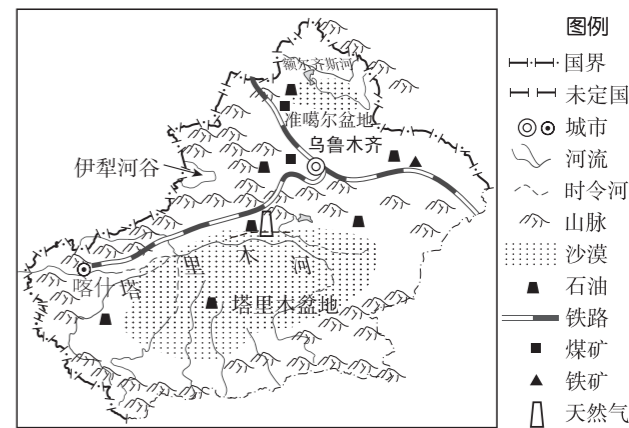 额尔齐斯河
准噶尔盆地
乌鲁木齐
伊犁河谷
喀什
塔里木河
塔里木盆地
图例
国界
未定国
城市
河流
时令河
山脉
沙漠
石油
铁路
煤矿
铁矿
天然气